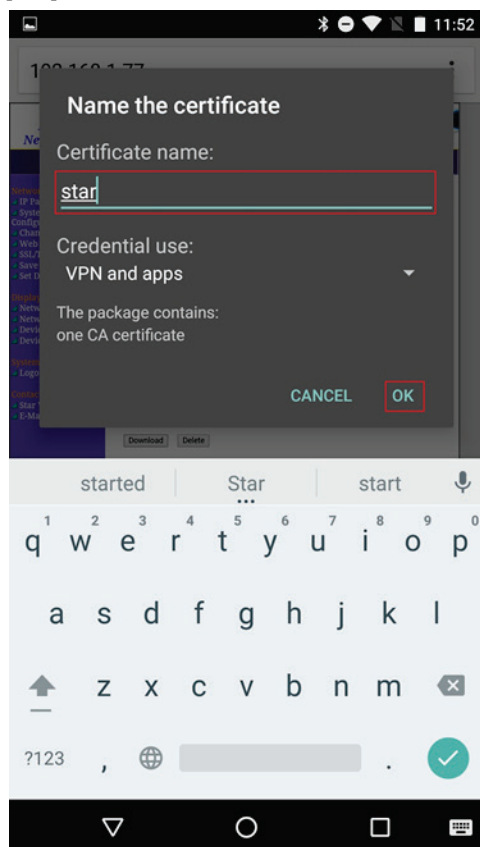 11:52
Name the certificate
Certificate name:
star
Credential use:
VPN and apps
The package contains:
one CA certificate
CANCEL OK
Download Delete
started Star start
1 2 3 4 5 6 7 8 9 0
q w e r t y u i o p
a s d f g h j k l
z x c v b n m
?123 , .